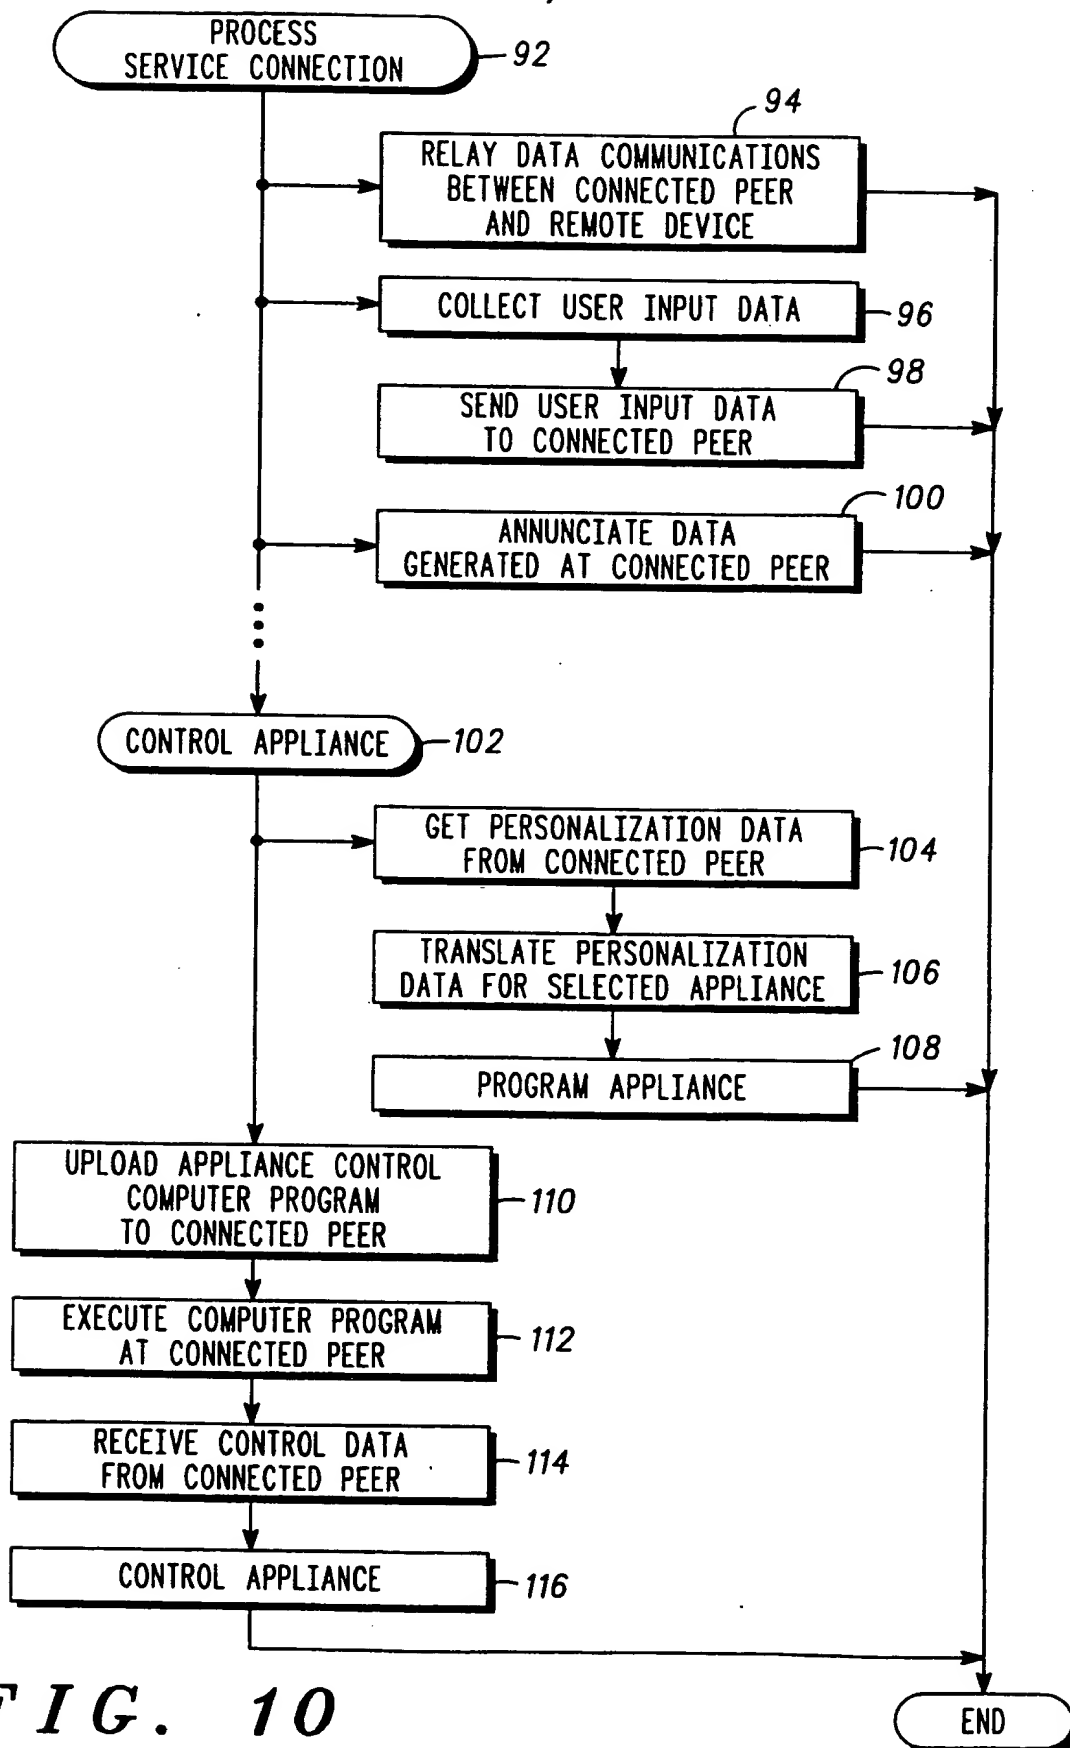 PROCESS
SERVICE CONNECTION
92
94
RELAY DATA COMMUNICATIONS
BETWEEN CONNECTED PEER
AND REMOTE DEVICE
COLLECT USER INPUT DATA
96
98
SEND USER INPUT DATA
TO CONNECTED PEER
100
ANNUNCIATE DATA
GENERATED AT CONNECTED PEER
CONTROL APPLIANCE
102
GET PERSONALIZATION DATA
FROM CONNECTED PEER
104
TRANSLATE PERSONALIZATION
DATA FOR SELECTED APPLIANCE
106
108
PROGRAM APPLIANCE
UPLOAD APPLIANCE CONTROL
COMPUTER PROGRAM
TO CONNECTED PEER
110
EXECUTE COMPUTER PROGRAM
AT CONNECTED PEER
112
RECEIVE CONTROL DATA
FROM CONNECTED PEER
114
CONTROL APPLIANCE
116
FIG. 10
END